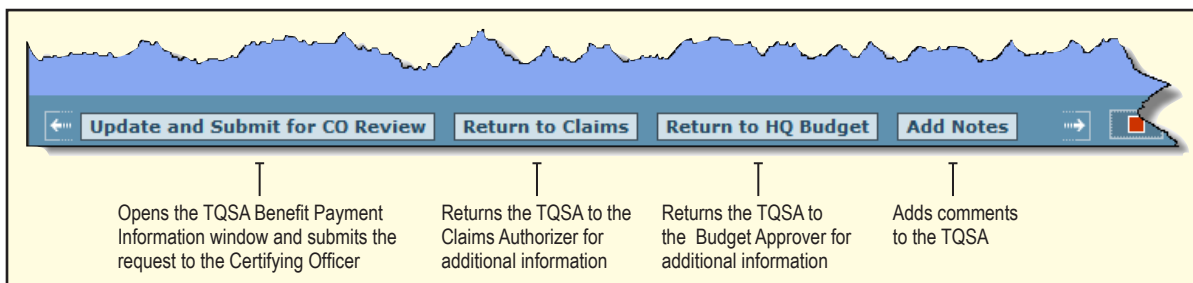 Update and Submit for CO Review Return to Claims Return to HQ Budget Add Notes
Opens the TQSA Benefit Payment
Information window and submits the
request to the Certifying Officer
Returns the TQSA to the
Claims Authorizer for
additional information
Returns the TQSA to
the Budget Approver for
additional information
Adds comments
to the TQSA